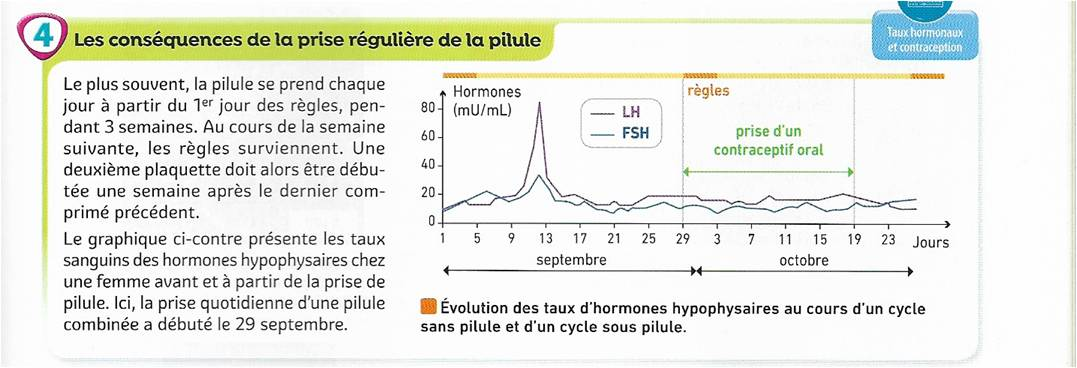 4 Les conséquences de la prise régulière de la pilule
Taux hormonaux
et contraception
Le plus souvent, la pilule se prend chaque
jour à partir du 1er jour des règles, pen-
dant 3 semaines. Au cours de la semaine
suivante, les règles surviennent. Une
deuxième plaquette doit alors être débu-
tée une semaine après le dernier com-
primé précédent.
Le graphique ci-contre présente les taux
sanguins des hormones hypophysaires chez
une femme avant et à partir de la prise de
pilule. Ici, la prise quotidienne d'une pilule
combinée a débuté le 29 septembre.
Hormones
(mU/mL)
80
60
40
20
0
LH
FSH
règles
prise d'un
contraceptif oral
1 5 9 13 17 21 25 29 3 7 11 15 19 23 Jours
septembre octobre
Évolution des taux d'hormones hypophysaires au cours d'un cycle
sans pilule et d'un cycle sous pilule.